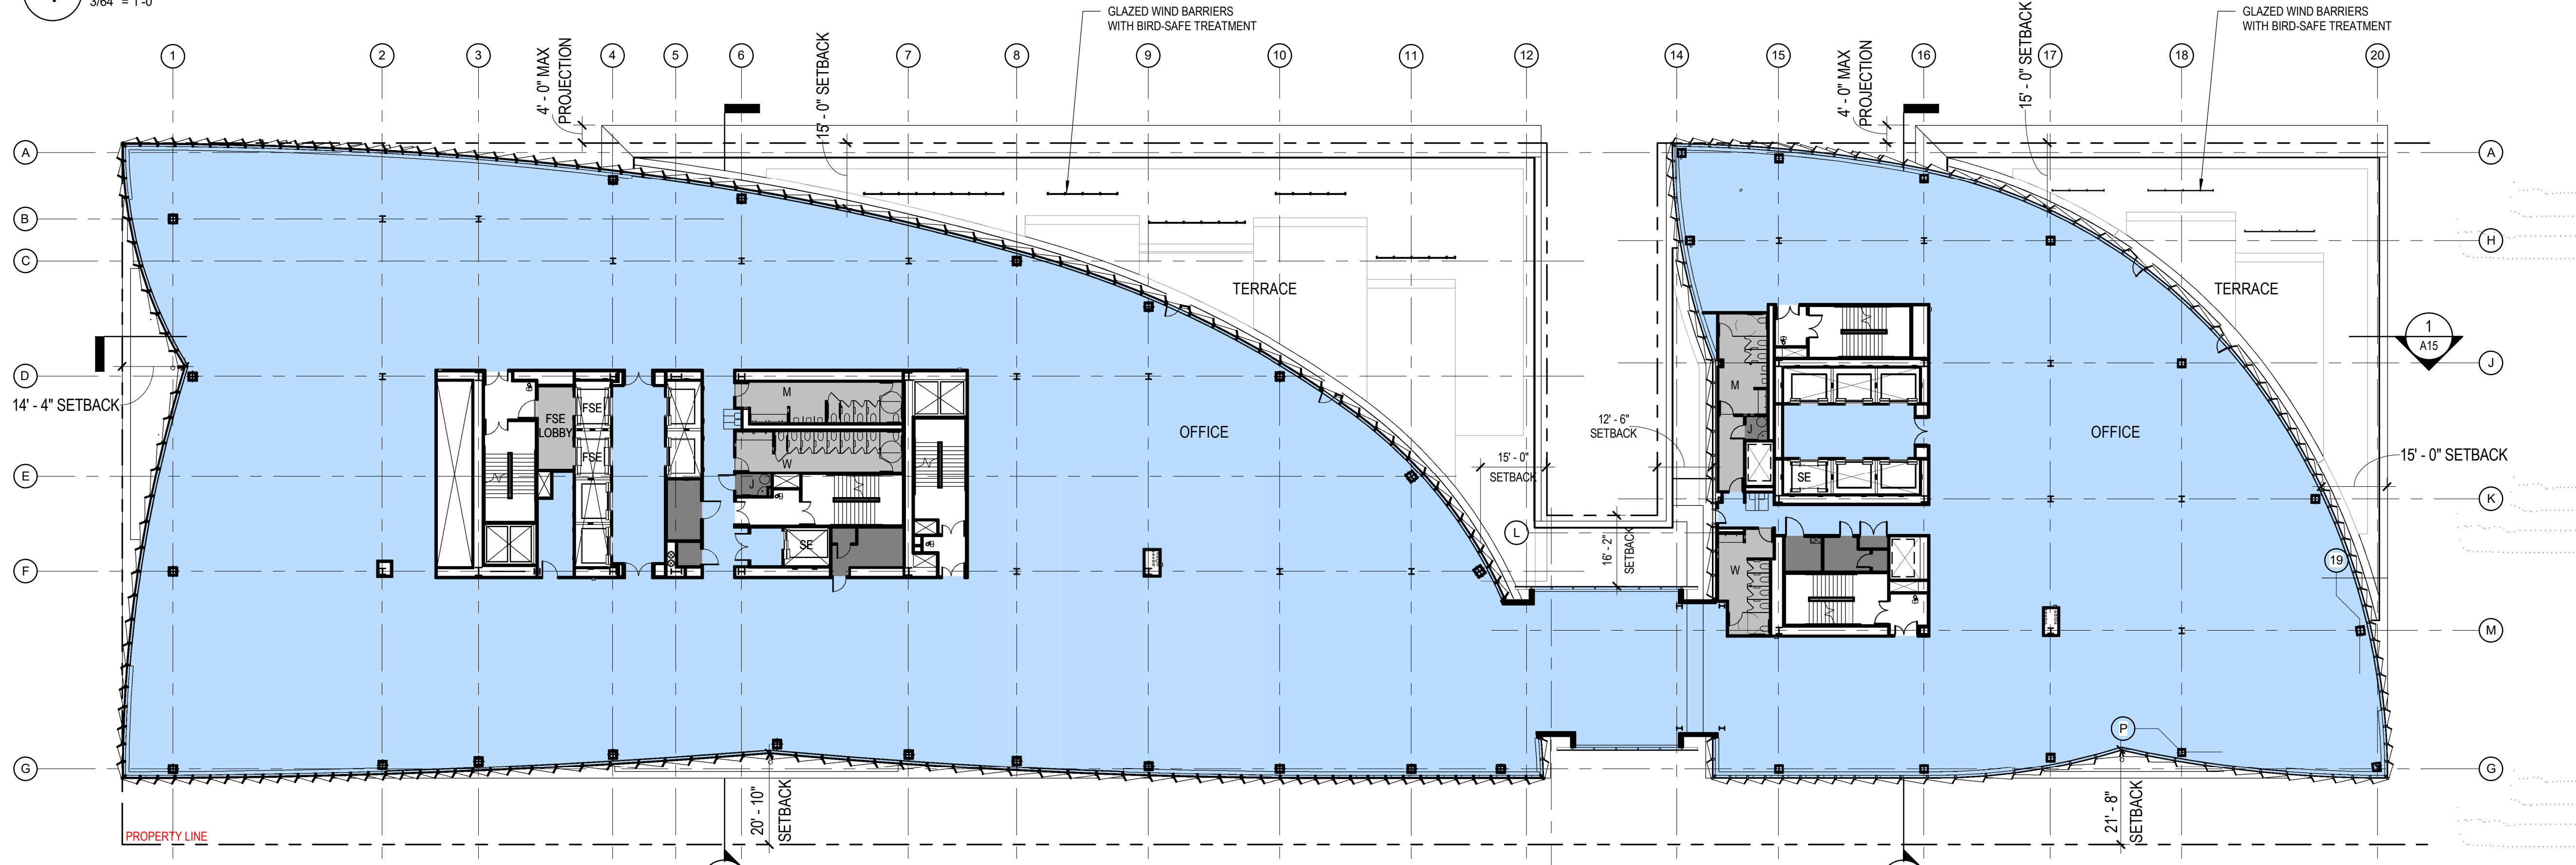 3/64" = 1'-0"
GLAZED WIND BARRIERS
WITH BIRD-SAFE TREATMENT
GLAZED WIND BARRIERS
WITH BIRD-SAFE TREATMENT
1
2
3
4
5
6
7
8
9
10
11
12
14
15
16
17
18
20
4' - 0" MAX
PROJECTION
15' - 0" SETBACK
4' - 0" MAX
PROJECTION
15' - 0" SETBACK
A
A
B
H
C
TERRACE
TERRACE
1
A15
D
J
14' - 4" SETBACK
M
FSE
FSE
LOBBY
OFFICE
M
OFFICE
12' - 6"
SETBACK
J
FSE
W
E
15' - 0"
SETBACK
15' - 0" SETBACK
SE
J
K
L
SE
16' - 2"
SETBACK
F
W
19
M
P
G
G
20' - 10"
SETBACK
21' - 8"
SETBACK
PROPERTY LINE